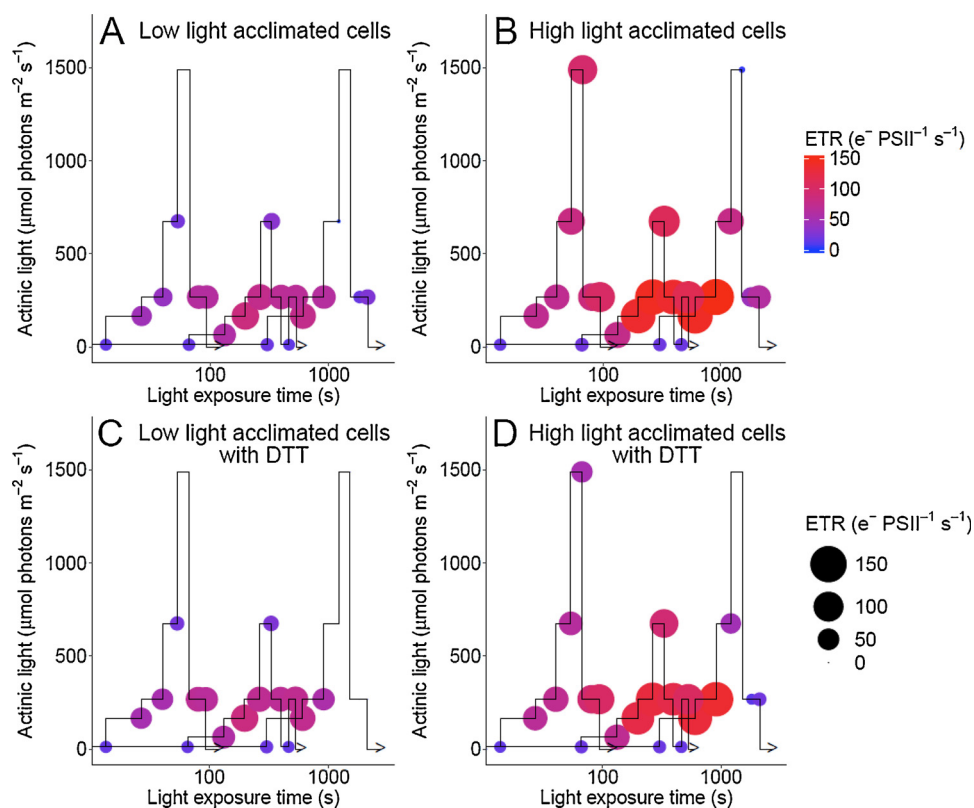 A Low light acclimated cells
B High light acclimated cells
Actinic light (μmol photons m⁻² s⁻¹)
1500
1000
500
0
100
1000
Light exposure time (s)
Actinic light (μmol photons m⁻² s⁻¹)
1500
1000
500
0
100
1000
Light exposure time (s)
ETR (e⁻ PSII⁻¹ s⁻¹)
150
100
50
0
C Low light acclimated cells
with DTT
D High light acclimated cells
with DTT
Actinic light (μmol photons m⁻² s⁻¹)
1500
1000
500
0
100
1000
Light exposure time (s)
Actinic light (μmol photons m⁻² s⁻¹)
1500
1000
500
0
100
1000
Light exposure time (s)
ETR (e⁻ PSII⁻¹ s⁻¹)
150
100
50
0